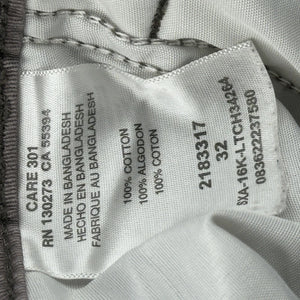 CARE 301
RN 130273 CA 55394
MADE IN BANGLADESH
HECHO EN BANGLADESH
FABRIQUE AU BANGLADESH
100% COTTON
100% ALGODON
100% COTON
2183317
32
SXA-16K-LTCH34264
083622237580